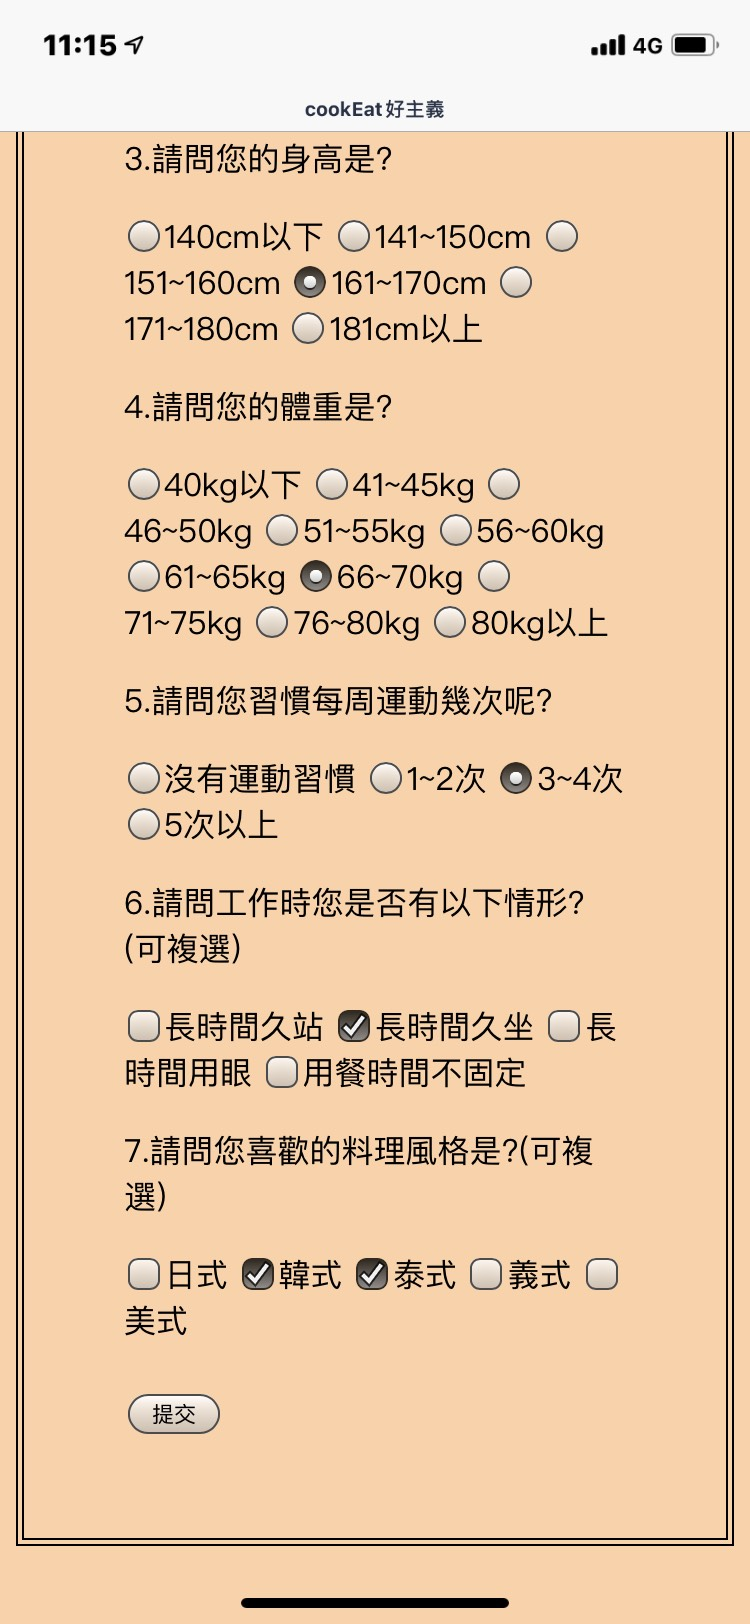 11:15
4G
cookEat好主義
3.請問您的身高是?
140cm以下 141~150cm
151~160cm 161~170cm
171~180cm 181cm以上
4.請問您的體重是?
40kg以下 41~45kg
46~50kg 51~55kg 56~60kg
61~65kg 66~70kg
71~75kg 76~80kg 80kg以上
5.請問您習慣每周運動幾次呢?
沒有運動習慣 1~2次 3~4次
5次以上
6.請問工作時您是否有以下情形?
(可複選)
長時間久站 長時間久坐 長
時間用眼 用餐時間不固定
7.請問您喜歡的料理風格是?(可複
選)
日式 韓式 泰式 義式
美式
提交